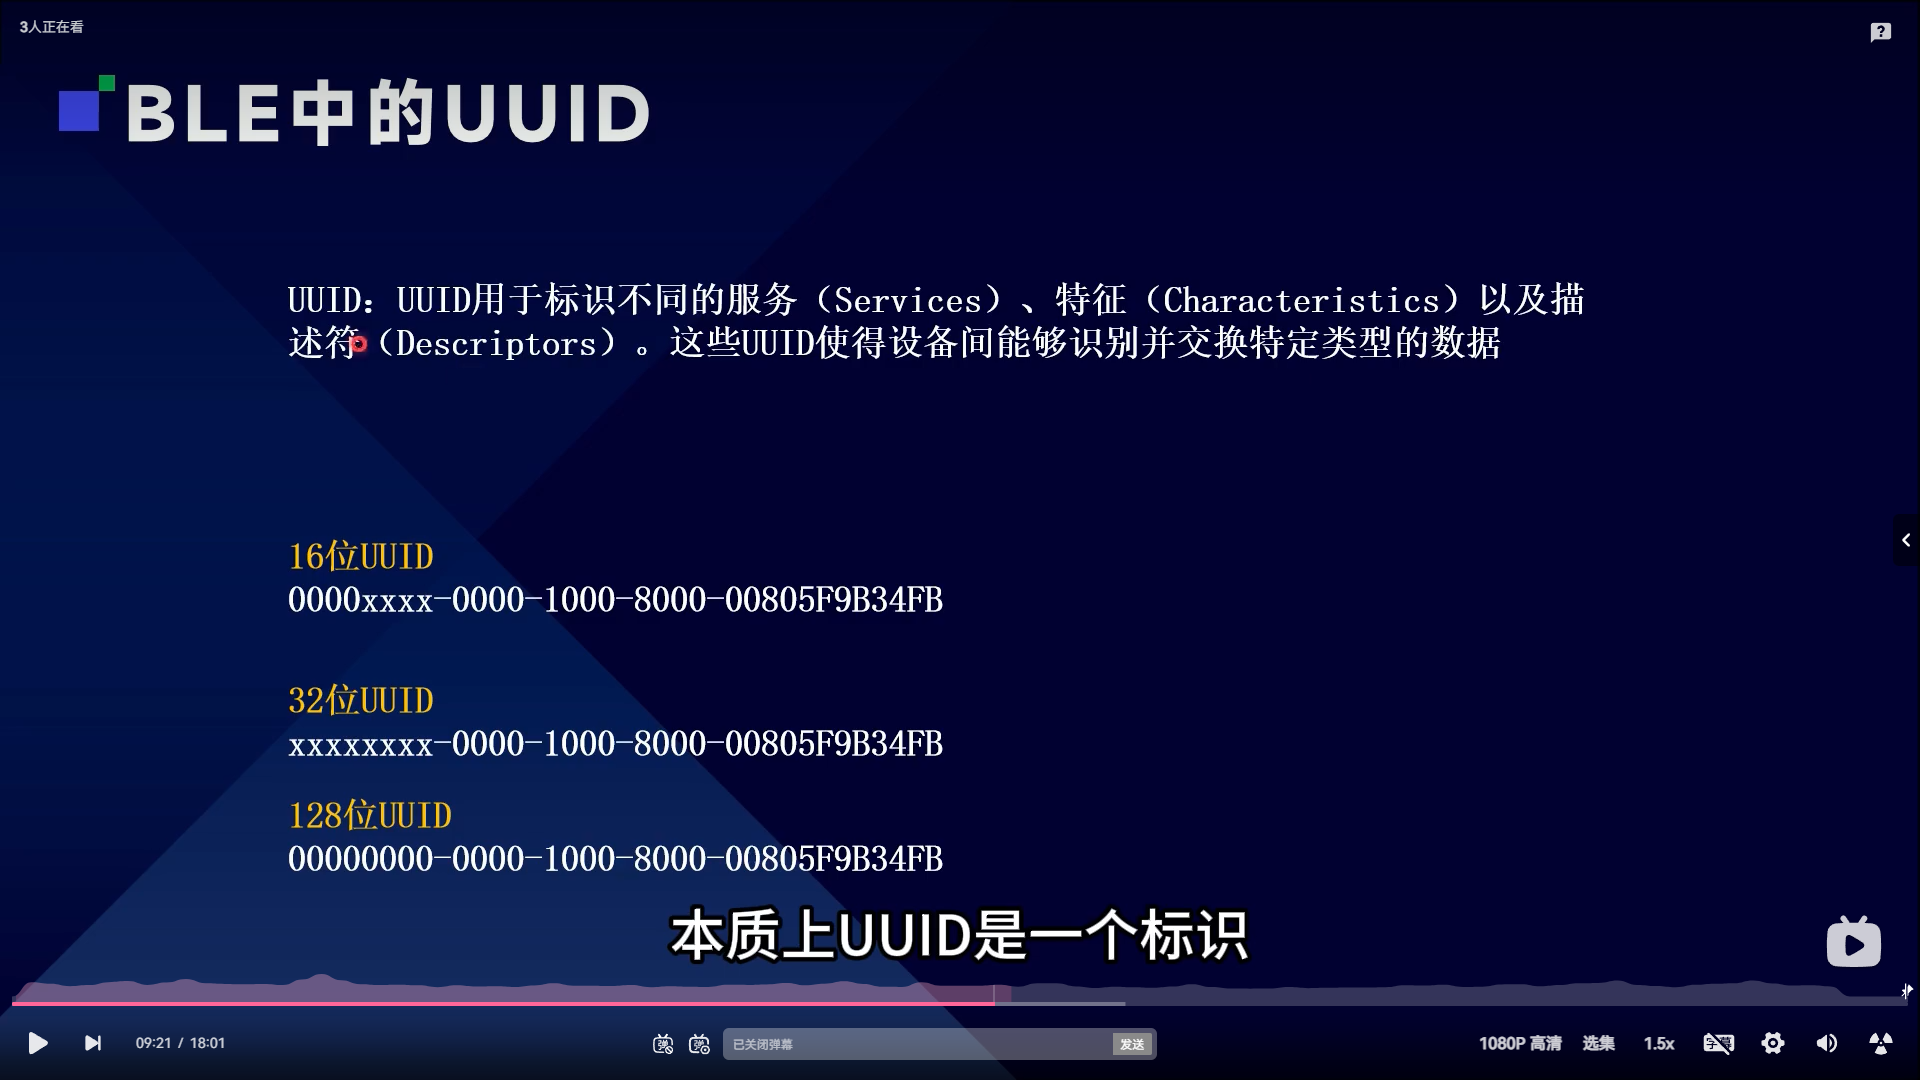 3人正在看
BLE中的UUID
UUID：UUID用于标识不同的服务（Services）、特征（Characteristics）以及描
述符（Descriptors）。这些UUID使得设备间能够识别并交换特定类型的数据
16位UUID
0000xxxx-0000-1000-8000-00805F9B34FB
32位UUID
xxxxxxxx-0000-1000-8000-00805F9B34FB
128位UUID
00000000-0000-1000-8000-00805F9B34FB
本质上UUID是一个标识
09:21 / 18:01
弹 弹 已关闭弹幕 发送
1080P 高清 选集 1.5x 字幕